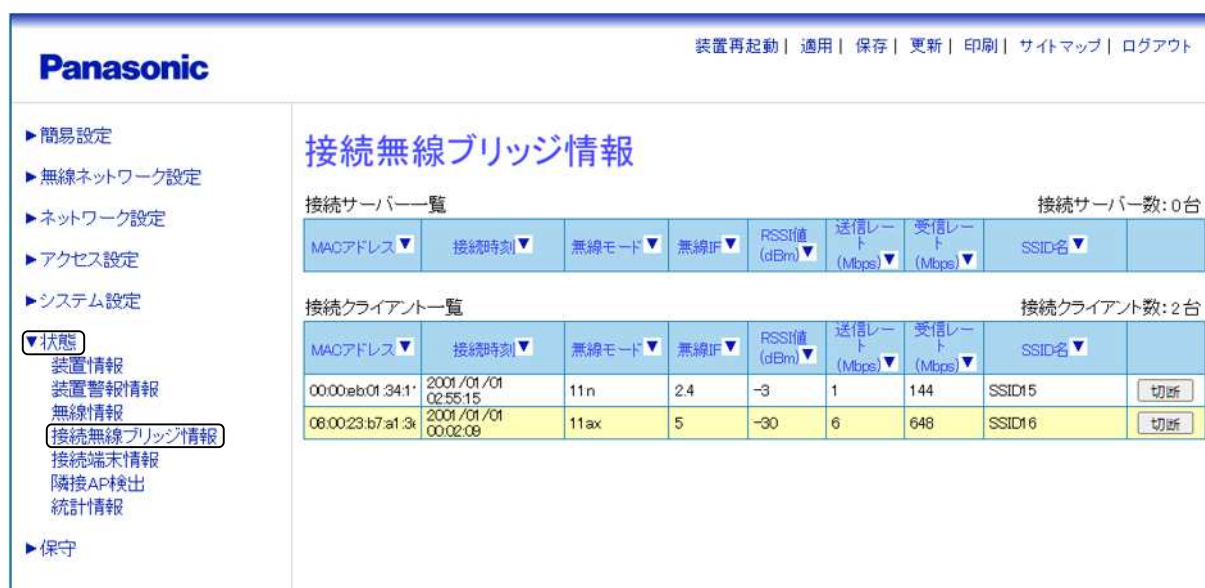 Panasonic
装置再起動| 適用| 保存| 更新| 印刷| サイトマップ| ログアウト
▶簡易設定
▶無線ネットワーク設定
▶ネットワーク設定
▶アクセス設定
▶システム設定
▼状態
装置情報
装置警報情報
無線情報
接続無線ブリッジ情報
接続端末情報
隣接AP検出
統計情報
▶保守
接続無線ブリッジ情報
接続サーバー一覧 接続サーバー数:0台
MACアドレス▼ 接続時刻▼ 無線モード▼ 無線IF▼ RSSI値(dBm)▼ 送信レート(Mbps)▼ 受信レート(Mbps)▼ SSID名▼
接続クライアント一覧 接続クライアント数:2台
MACアドレス▼ 接続時刻▼ 無線モード▼ 無線IF▼ RSSI値(dBm)▼ 送信レート(Mbps)▼ 受信レート(Mbps)▼ SSID名▼
00:00:eb:01:34:1 2001/01/01 02:55:15 11n 2.4 -3 1 144 SSID15 切断
08:00:23:b7:a1:3 2001/01/01 00:02:09 11ax 5 -30 6 648 SSID16 切断